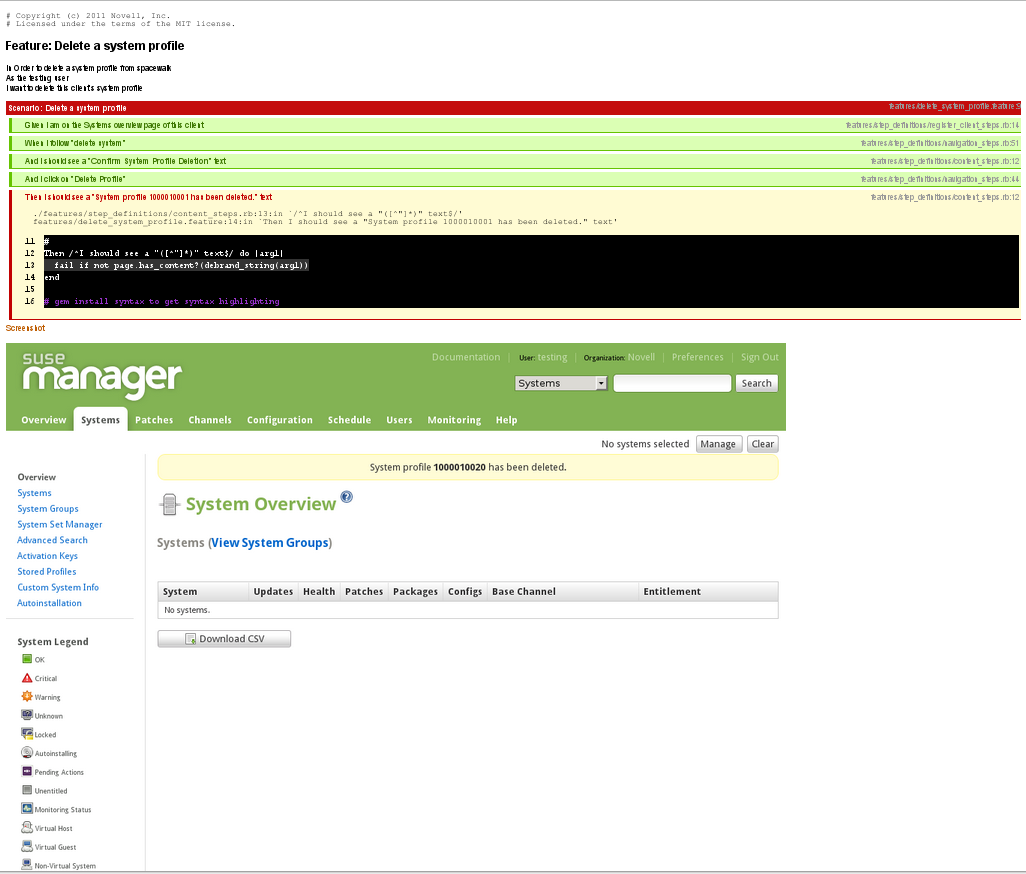 # Copyright (c) 2011 Novell, Inc.
# Licensed under the terms of the MIT license.
Feature: Delete a system profile
In Order to delete a system profile from spacewalk
As the testing user
I want to delete this client's system profile
Scenario: Delete a system profile features/delete_system_profile.feature:9
Given I am on the Systems overview page of this client features/step_definitions/register_client_steps.rb:14
When I follow "delete system" features/step_definitions/navigation_steps.rb:51
And I should see a "Confirm System Profile Deletion" text features/step_definitions/content_steps.rb:12
And I click on "Delete Profile" features/step_definitions/navigation_steps.rb:44
Then I should see a "System profile 1000010001 has been deleted." text features/step_definitions/content_steps.rb:12
./features/step_definitions/content_steps.rb:13:in `/^I should see a "([^"]*)" text$/'
features/delete_system_profile.feature:14:in `Then I should see a "System profile 1000010001 has been deleted." text'
11 #
12 Then /^I should see a "([^"]*)" text$/ do |arg1|
13 fail if not page.has_content?(debrand_string(arg1))
14 end
15
16 # gem install syntax to get syntax highlighting
Screenshot
suse
manager
Documentation | User: testing | Organization: Novell | Preferences | Sign Out
Systems Search
Overview Systems Patches Channels Configuration Schedule Users Monitoring Help
No systems selected Manage Clear
System profile 1000010020 has been deleted.
Overview
Systems
System Groups
System Set Manager
Advanced Search
Activation Keys
Stored Profiles
Custom System Info
Autoinstallation
System Legend
OK
Critical
Warning
Unknown
Locked
Autoinstalling
Pending Actions
Unentitled
Monitoring Status
Virtual Host
Virtual Guest
Non-Virtual System
System Overview ?
Systems (View System Groups)
System Updates Health Patches Packages Configs Base Channel Entitlement
No systems.
Download CSV